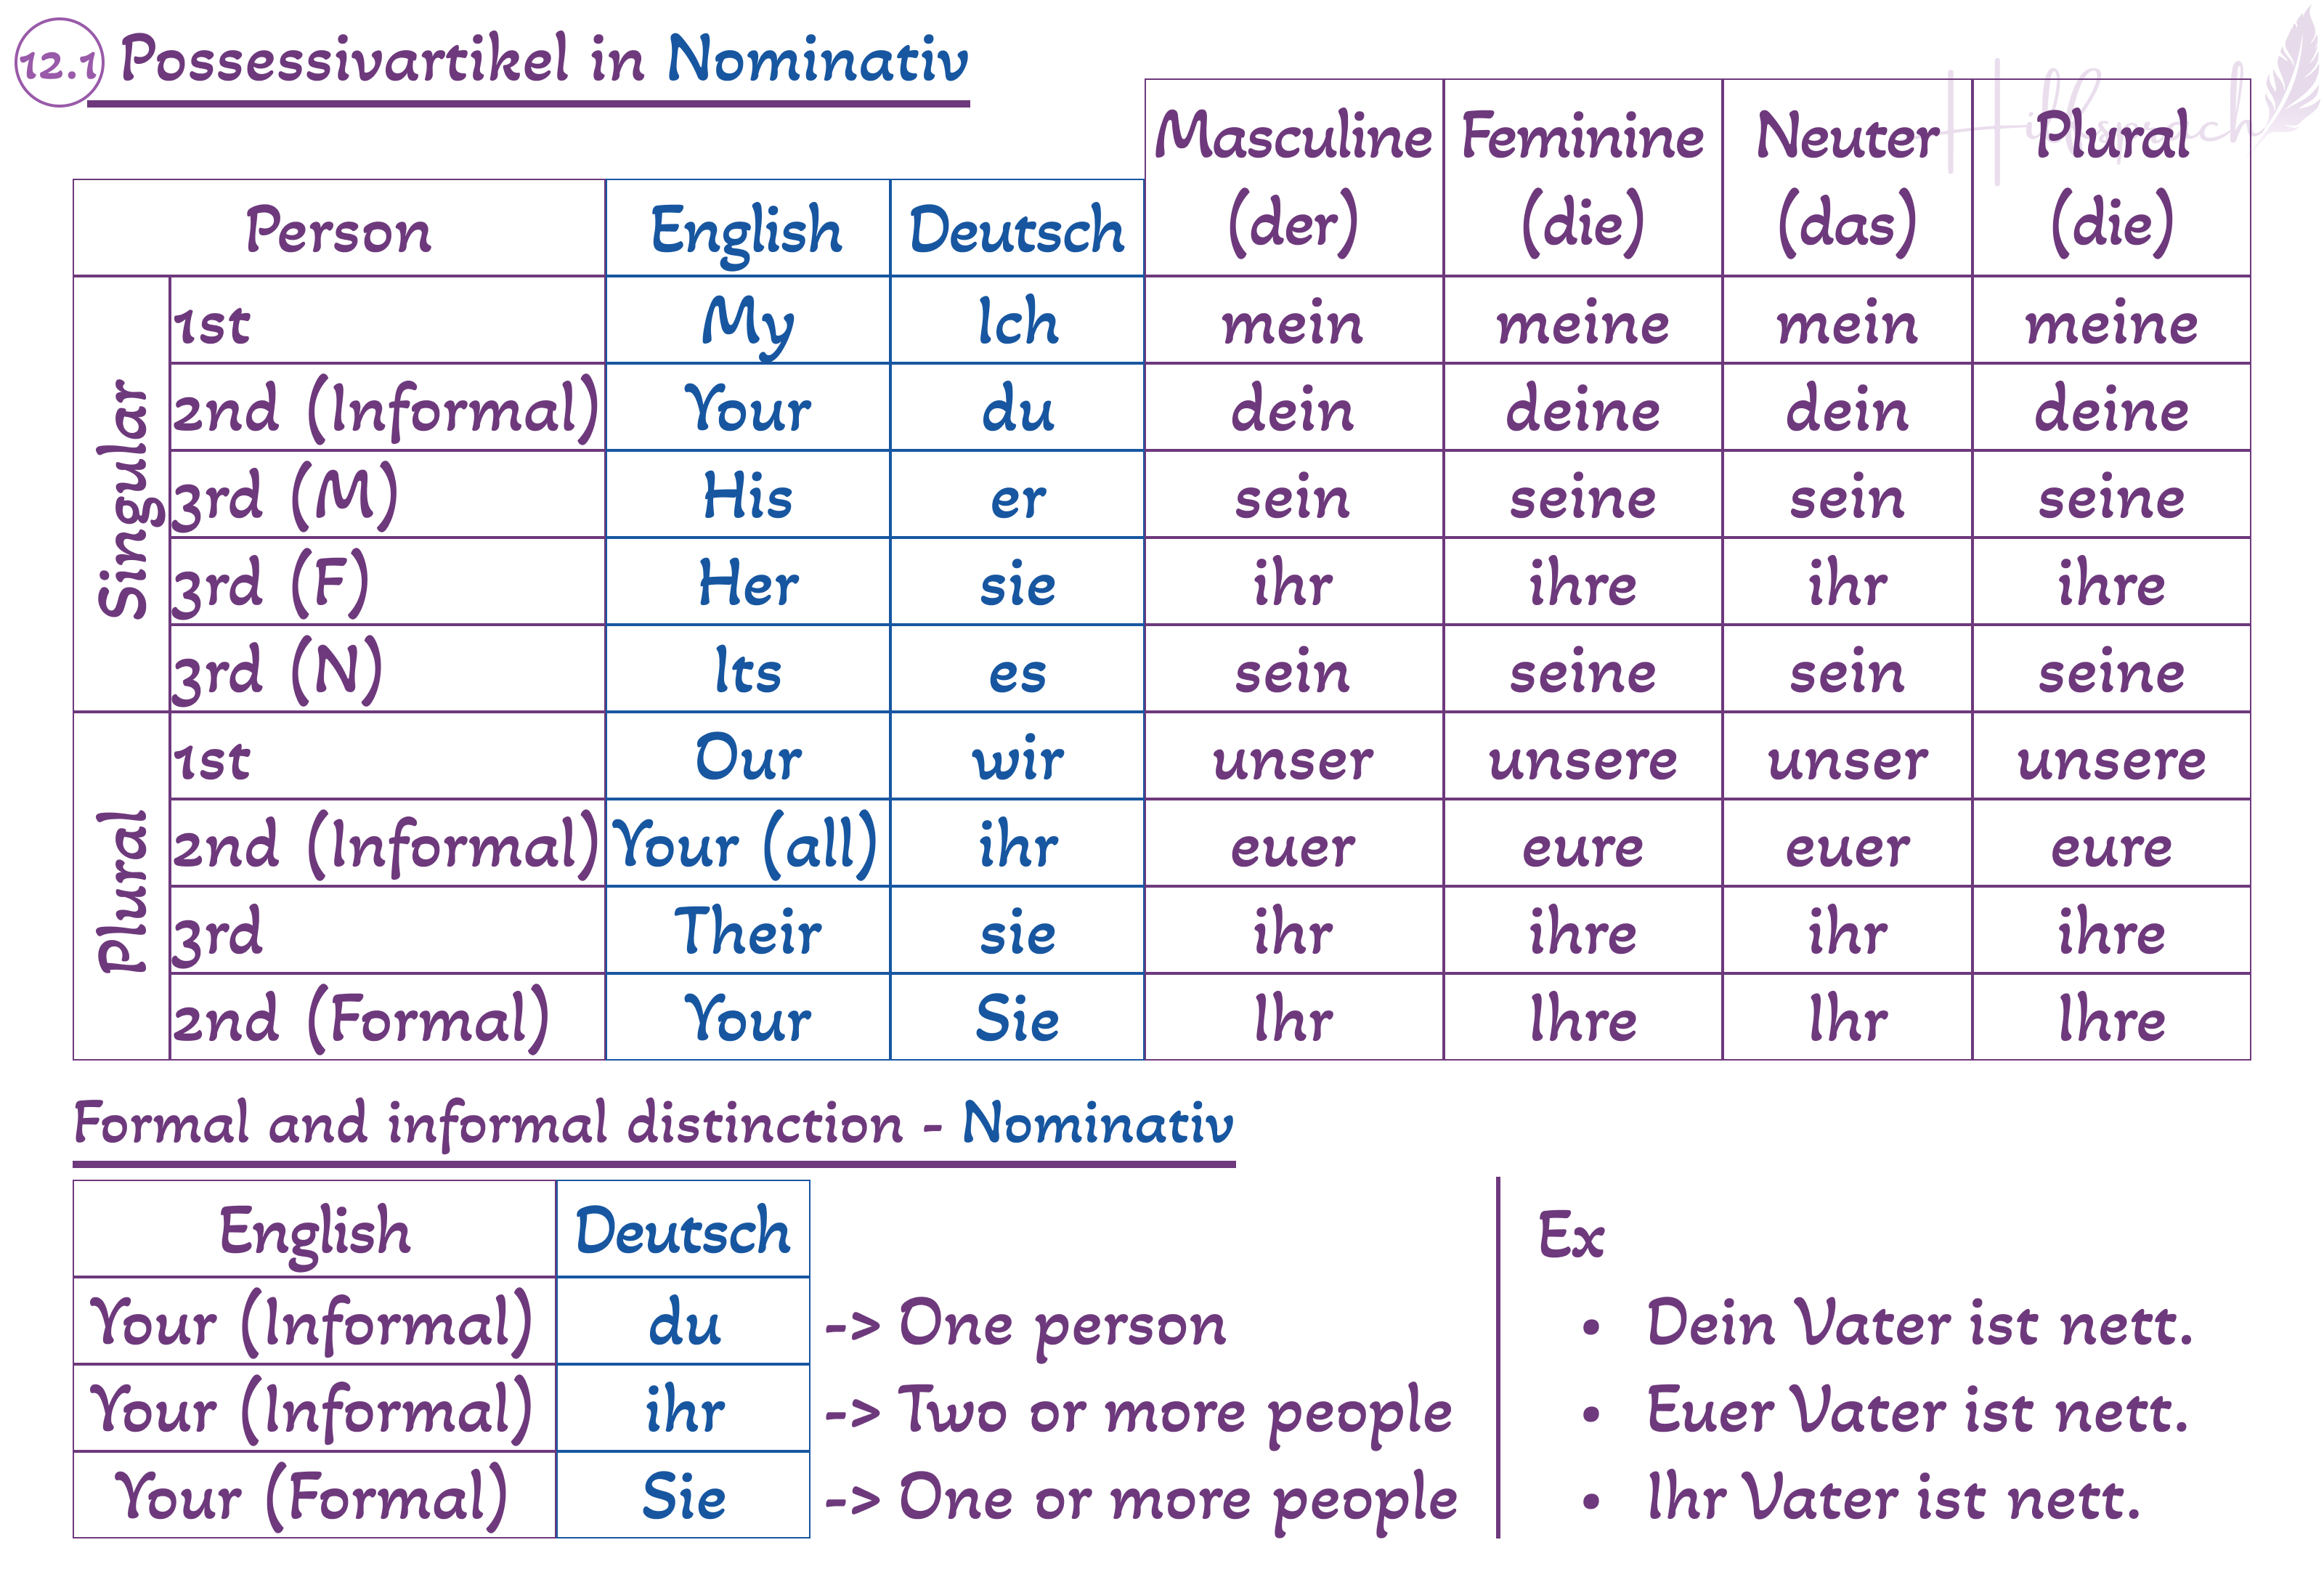 12.1 Possessivartikel in Nominativ
Hilfsprach
Masculine (der) Feminine (die) Neuter (das) Plural (die)
Person English Deutsch
Singular
1st My Ich mein meine mein meine
2nd (Informal) Your du dein deine dein deine
3rd (M) His er sein seine sein seine
3rd (F) Her sie ihr ihre ihr ihre
3rd (N) Its es sein seine sein seine
Plural
1st Our wir unser unsere unser unsere
2nd (Informal) Your (all) ihr euer eure euer eure
3rd Their sie ihr ihre ihr ihre
2nd (Formal) Your Sie Ihr Ihre Ihr Ihre
Formal and informal distinction - Nominativ
English Deutsch
Your (Informal) du -> One person
Your (Informal) ihr -> Two or more people
Your (Formal) Sie -> One or more people
Ex
• Dein Vater ist nett.
• Euer Vater ist nett.
• Ihr Vater ist nett.